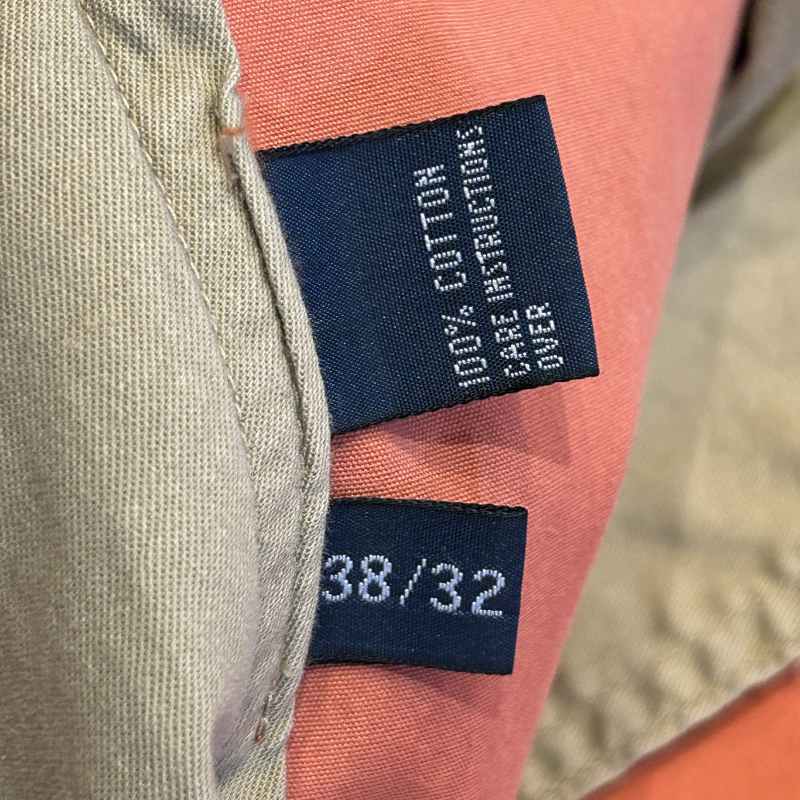 100% COTTON
CARE INSTRUCTIONS
OVER
38/32